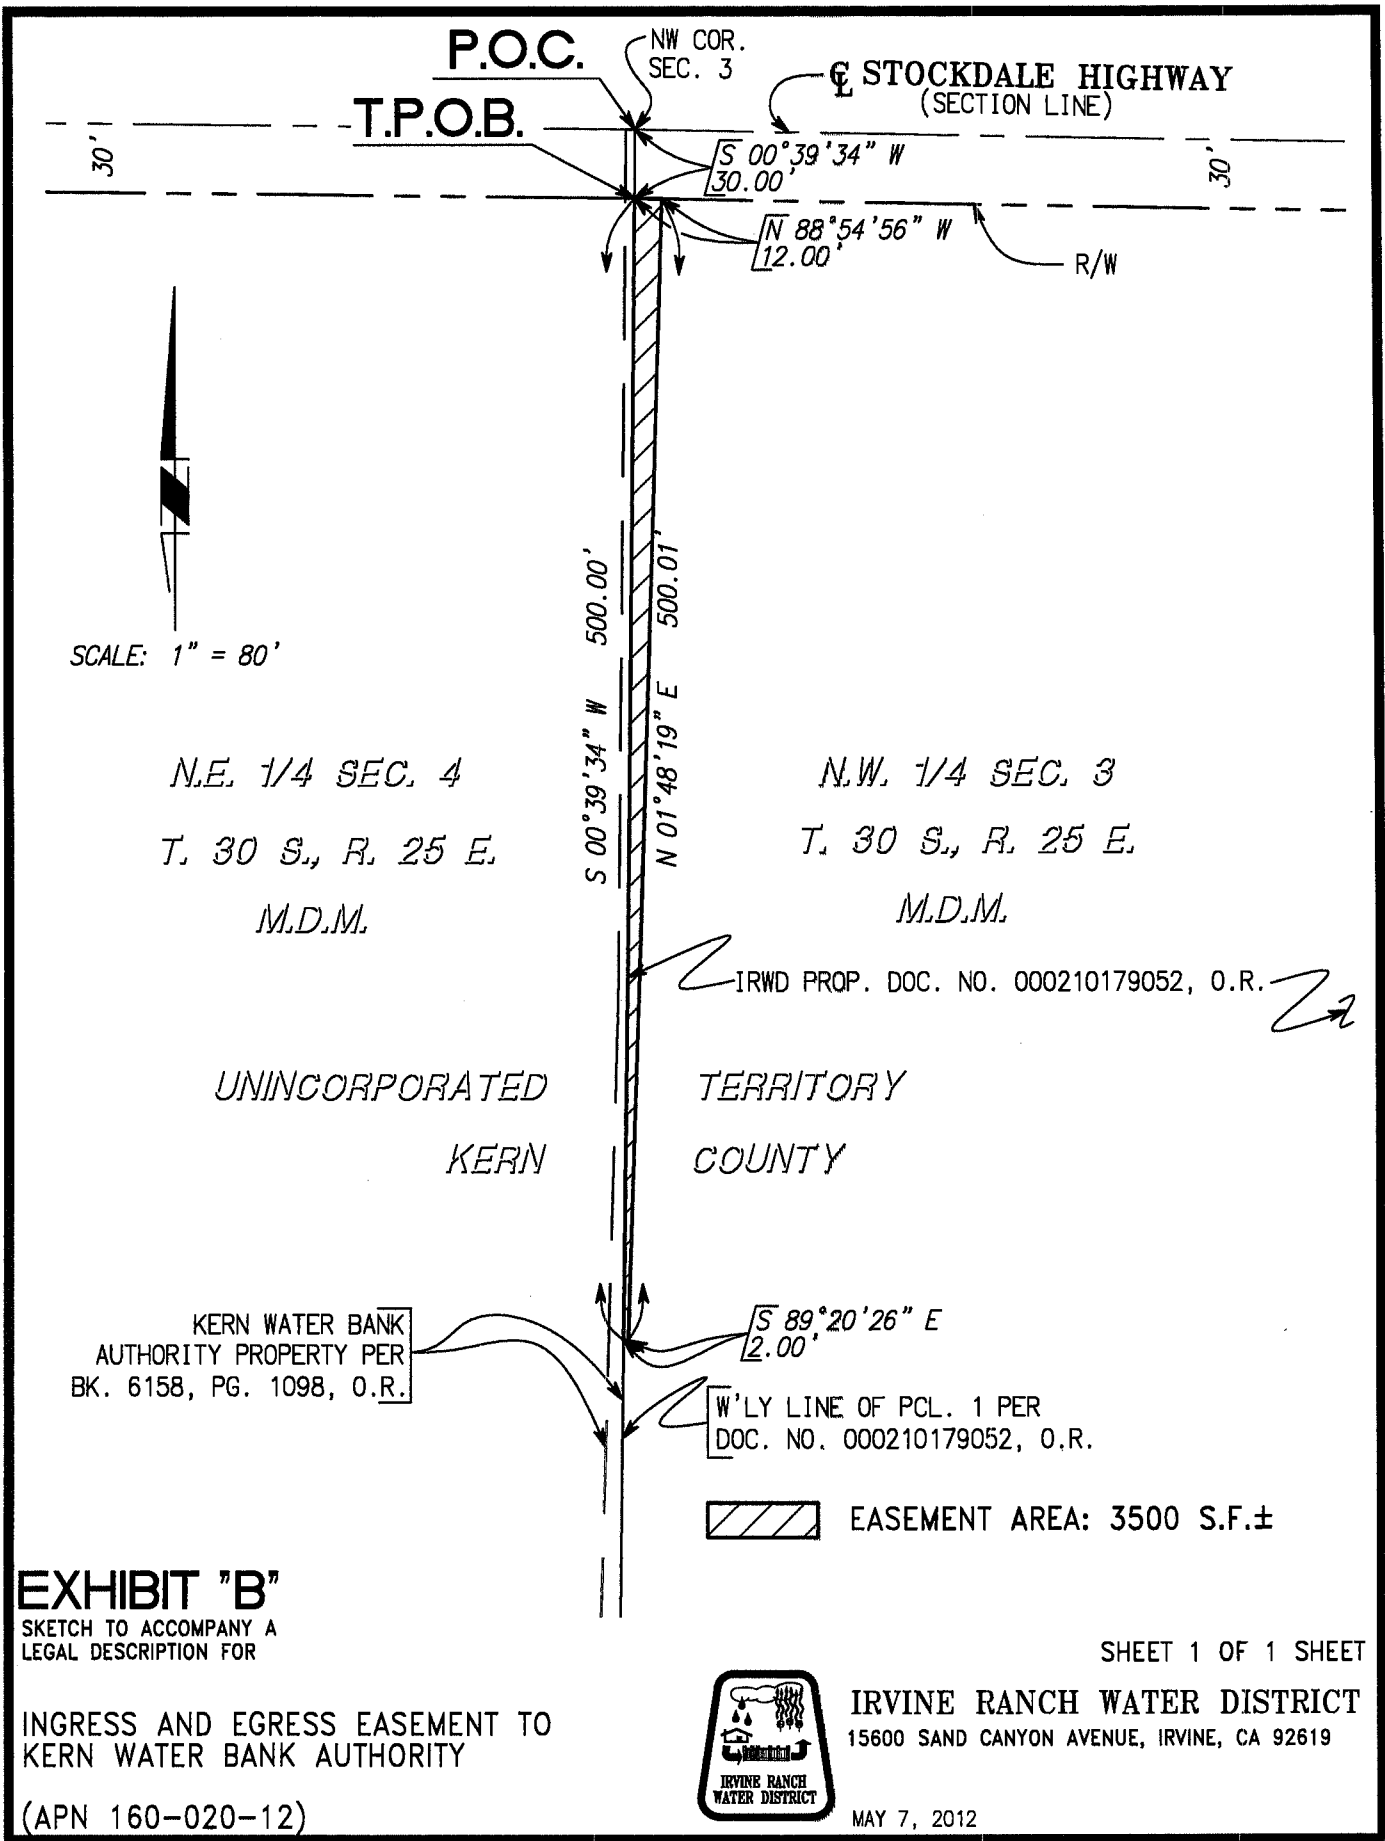 P.O.C.
NW COR.
SEC. 3
℄ STOCKDALE HIGHWAY
(SECTION LINE)
T.P.O.B.
30'
S 00°39'34" W
30.00'
30'
N 88°54'56" W
12.00'
R/W
SCALE: 1" = 80'
S 00°39'34" W 500.00'
N 01°48'19" E 500.01'
N.E. 1/4 SEC. 4
T. 30 S., R. 25 E.
M.D.M.
N.W. 1/4 SEC. 3
T. 30 S., R. 25 E.
M.D.M.
IRWD PROP. DOC. NO. 000210179052, O.R.
UNINCORPORATED TERRITORY
KERN COUNTY
KERN WATER BANK
AUTHORITY PROPERTY PER
BK. 6158, PG. 1098, O.R.
S 89°20'26" E
2.00'
W'LY LINE OF PCL. 1 PER
DOC. NO. 000210179052, O.R.
EASEMENT AREA: 3500 S.F.±
EXHIBIT "B"
SKETCH TO ACCOMPANY A
LEGAL DESCRIPTION FOR
INGRESS AND EGRESS EASEMENT TO
KERN WATER BANK AUTHORITY
(APN 160-020-12)
SHEET 1 OF 1 SHEET
IRVINE RANCH WATER DISTRICT
15600 SAND CANYON AVENUE, IRVINE, CA 92619
IRVINE RANCH
WATER DISTRICT
MAY 7, 2012